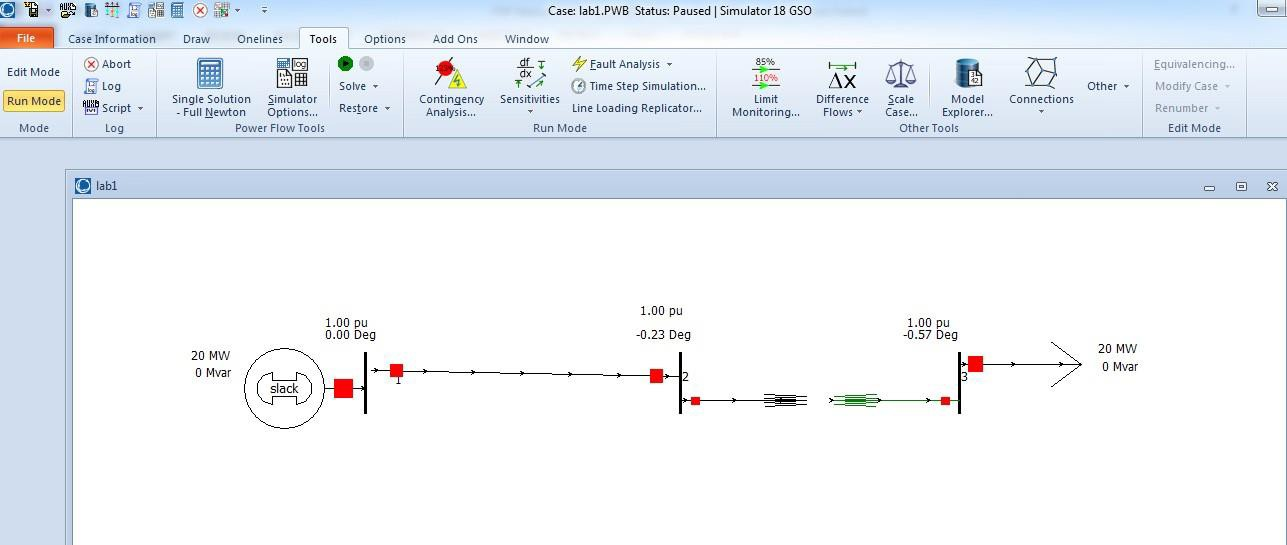 Case: lab1.PWB Status: Paused | Simulator 18 GSO
File Case Information Draw Onelines Tools Options Add Ons Window
Edit Mode
Run Mode
Mode
Abort
Log
Script
Log
Single Solution
- Full Newton
Simulator
Options...
Solve
Restore
Power Flow Tools
Contingency
Analysis...
Sensitivities
Fault Analysis
Time Step Simulation...
Line Loading Replicator...
Run Mode
85%
110%
Limit
Monitoring...
Difference
Flows
Scale
Case...
Model
Explorer...
Connections
Other
Other Tools
Equivalencing...
Modify Case
Renumber
Edit Mode
lab1
1.00 pu
0.00 Deg
20 MW
0 Mvar
slack
1
1.00 pu
-0.23 Deg
2
1.00 pu
-0.57 Deg
3
20 MW
0 Mvar